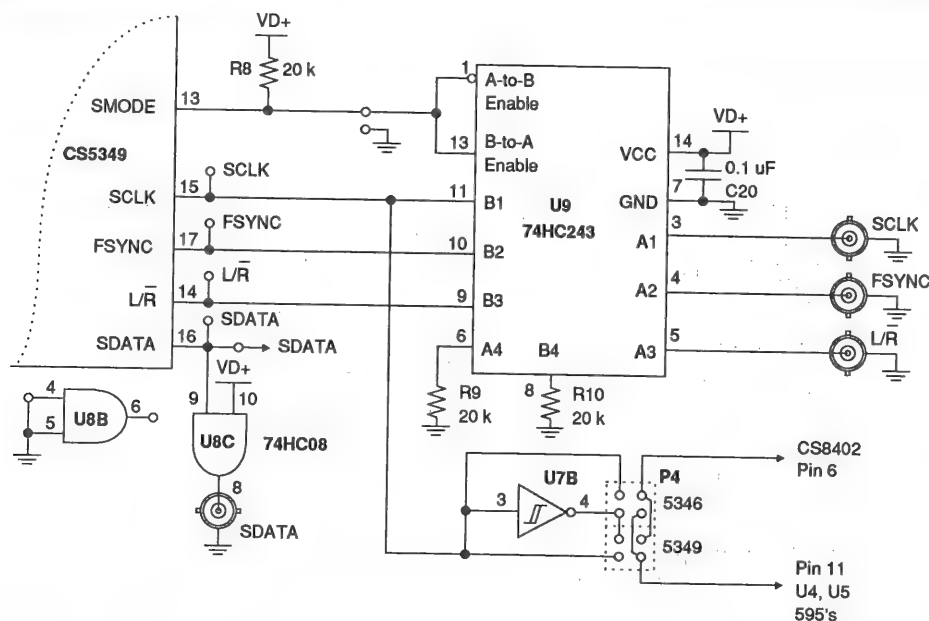 VD+
R8
20 k
SMODE
13
CS5349
SCLK
15
SCLK
FSYNC
17
FSYNC
L/R̅
14
L/R̅
SDATA
16
SDATA
SDATA
1
A-to-B
Enable
13
B-to-A
Enable
11
B1
10
B2
9
B3
6
A4
B4
8
U9
74HC243
VCC
14
VD+
0.1 uF
C20
GND
7
A1
3
SCLK
A2
4
FSYNC
A3
5
L/R
R9
20 k
R10
20 k
4
5
U8B
6
VD+
9
10
U8C
74HC08
8
SDATA
U7B
3
4
P4
5346
5349
CS8402
Pin 6
Pin 11
U4, U5
595's